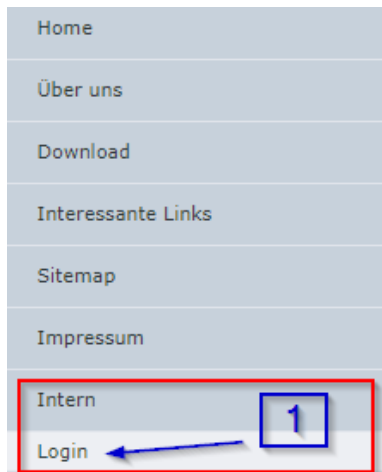 Home
Über uns
Download
Interessante Links
Sitemap
Impressum
Intern
1
Login